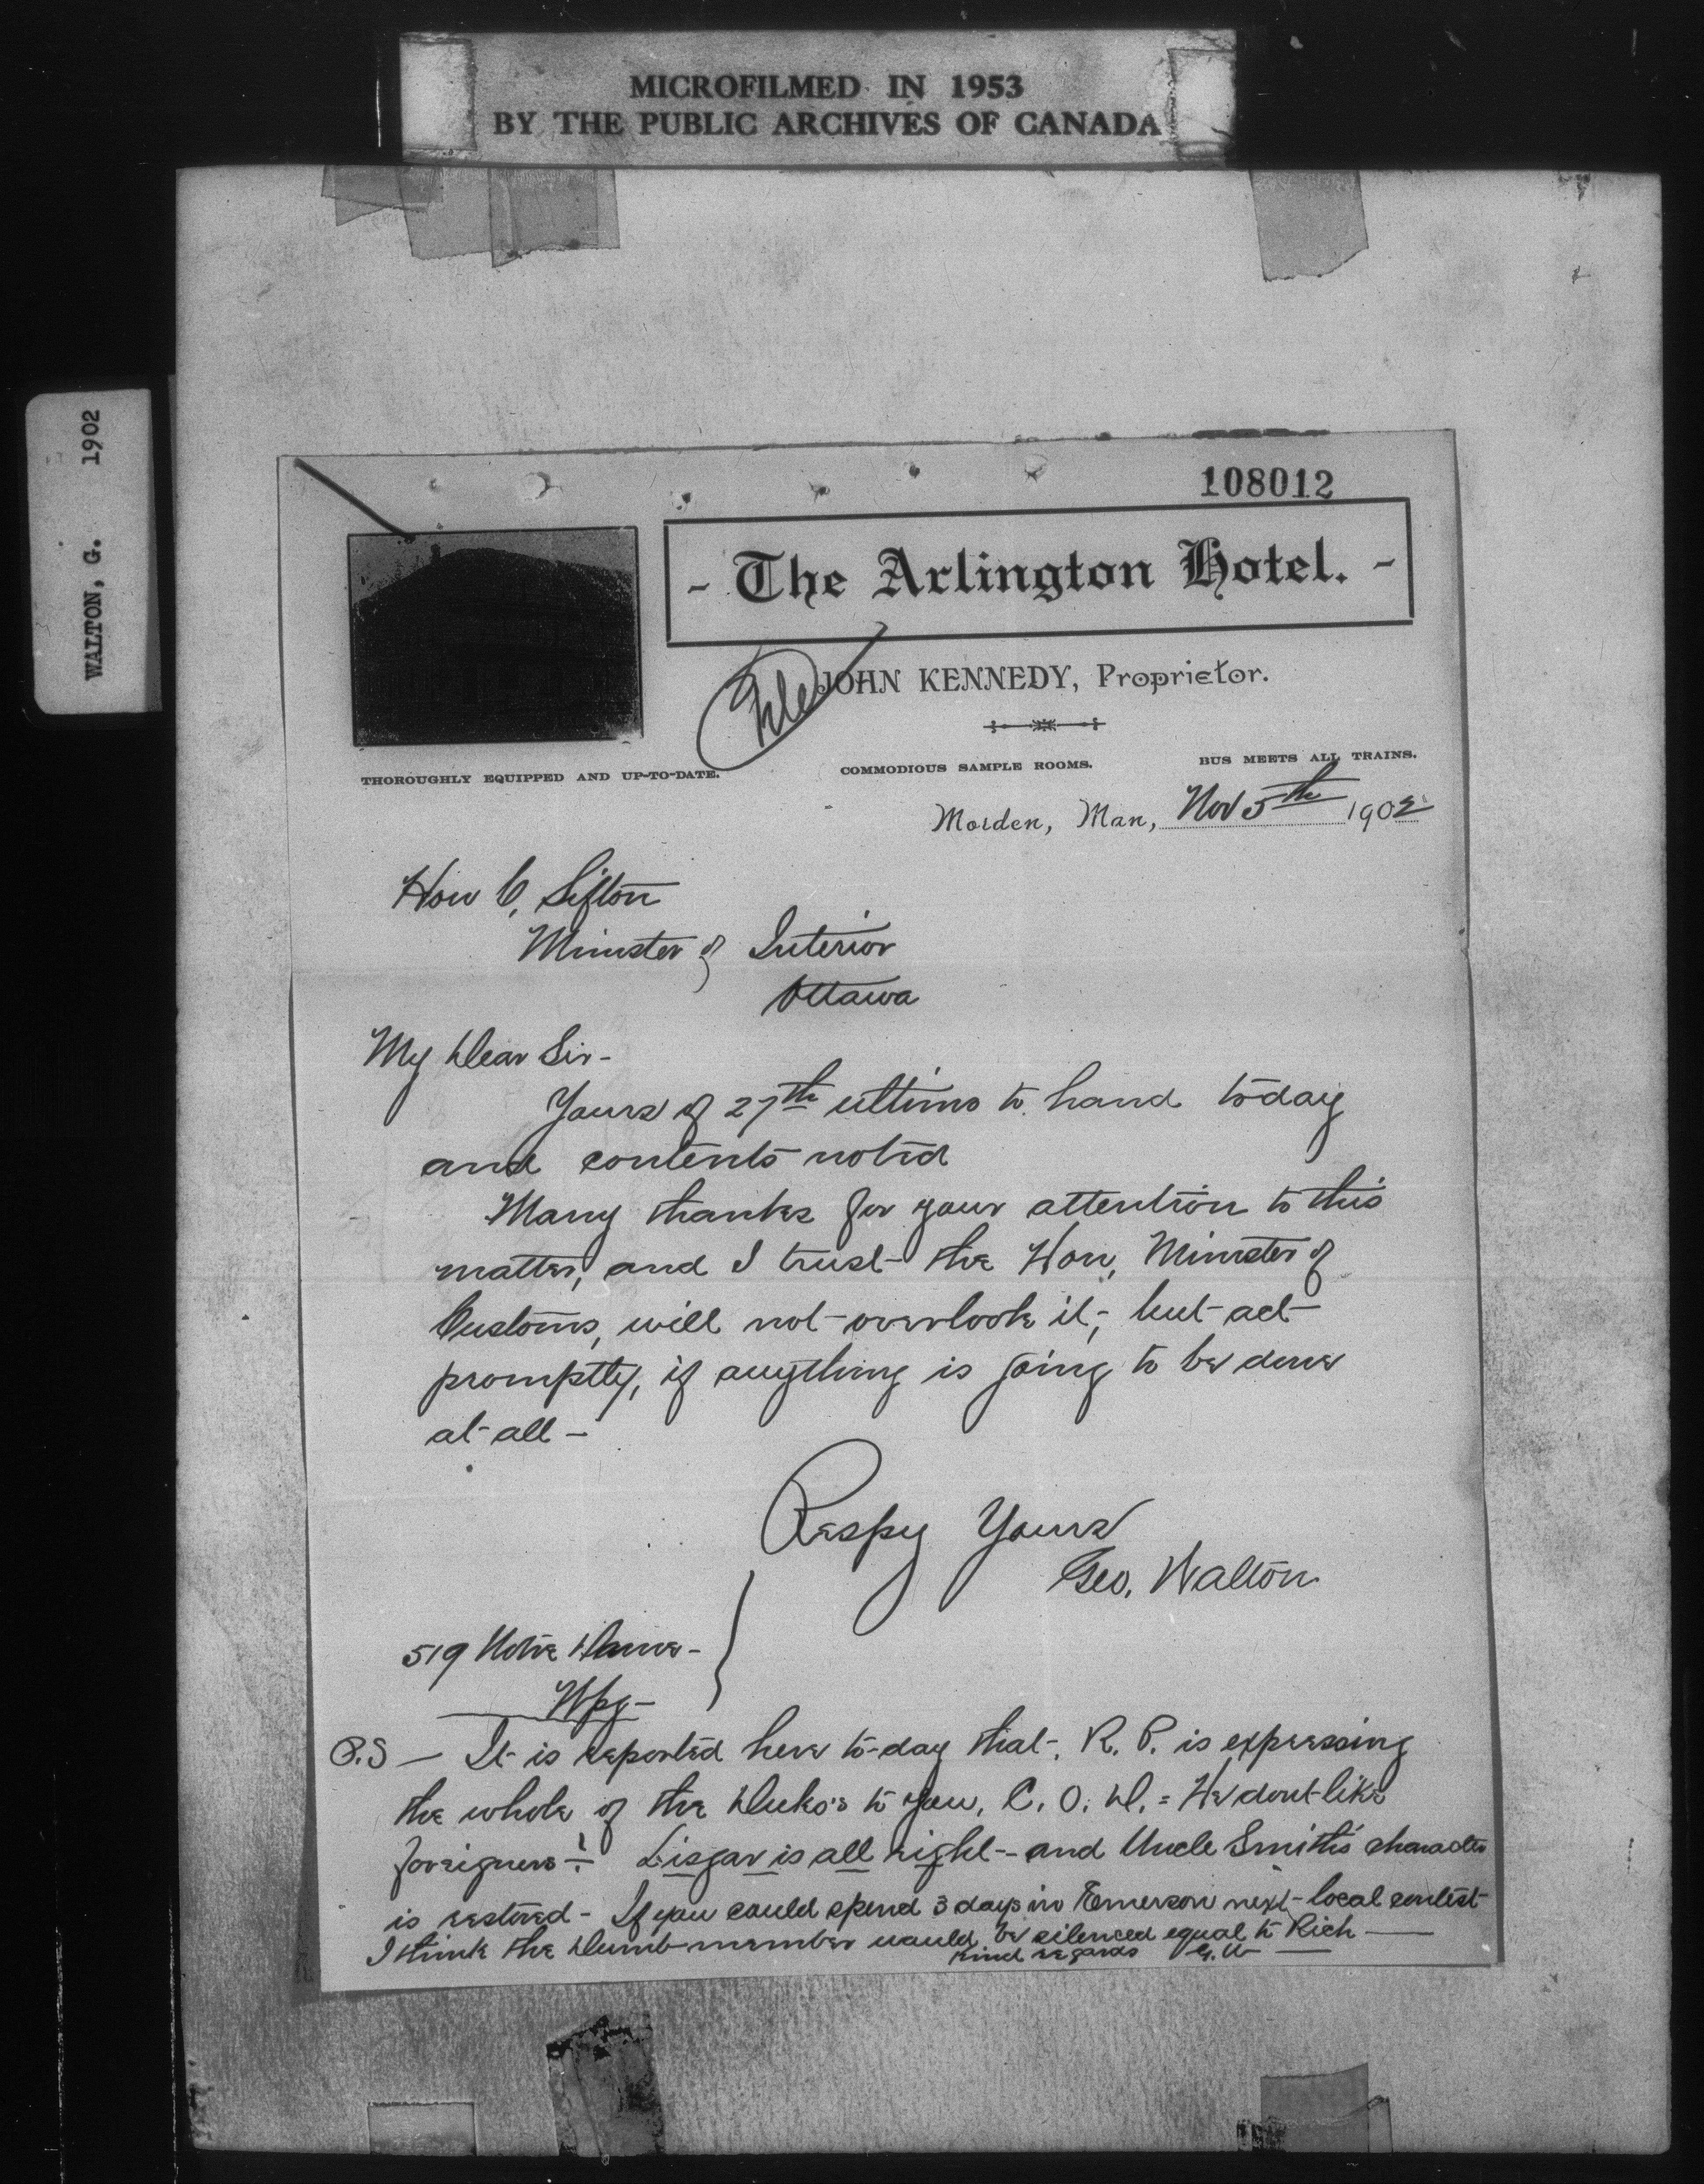 MICROFILMED IN 1953
BY THE PUBLIC ARCHIVES OF CANADA
WALTON, G. 1902
108012
- The Arlington Hotel. -
File
JOHN KENNEDY, Proprietor.
THOROUGHLY EQUIPPED AND UP-TO-DATE. COMMODIOUS SAMPLE ROOMS. BUS MEETS ALL TRAINS.
Morden, Man, Nov 5th 1902
Hon C. Sifton
Minister of Interior
Ottawa
My Dear Sir -
Yours of 27th ultimo to hand to day
and contents noted
Many thanks for your attention to this
matter, and I trust the Hon, Minister of
Customs, will not overlook it, but act
promptly, if anything is going to be done
at all -
Respy Yours
Geo. Walton
519 Notre Dame -
Wpg -
P.S - It is reported here to-day that R. P. is expressing
the whole of the Duko's to you, C. O. D. = He dont like
foreigners ! Lisgar is all right - and Uncle Smith's character
is restored - If you could spend 3 days in Emerson next local contest
I think the Dumb member would be silenced equal to Rich
Kind regards G. W